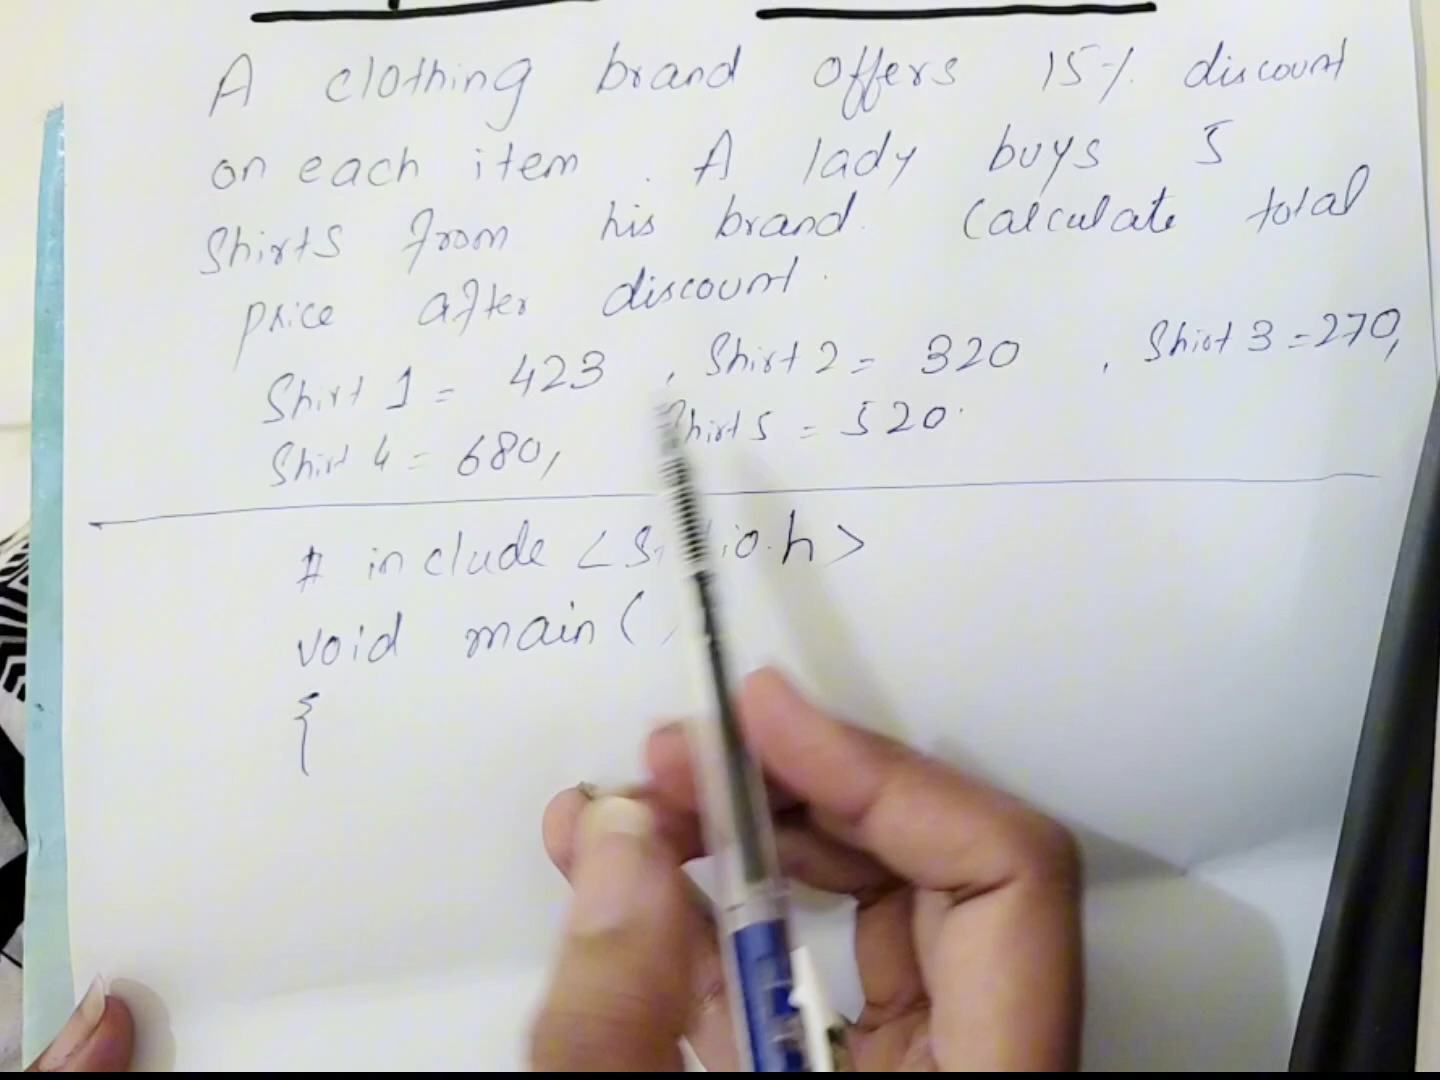 A clothing brand offers 15% discount
on each item. A lady buys 5
Shirts from his brand. Calculate total
price after discount.
Shirt 1 = 423, Shirt 2 = 320, Shirt 3 = 270,
Shirt 4 = 680, Shirt 5 = 520.
# include <stdio.h>
void main(
{